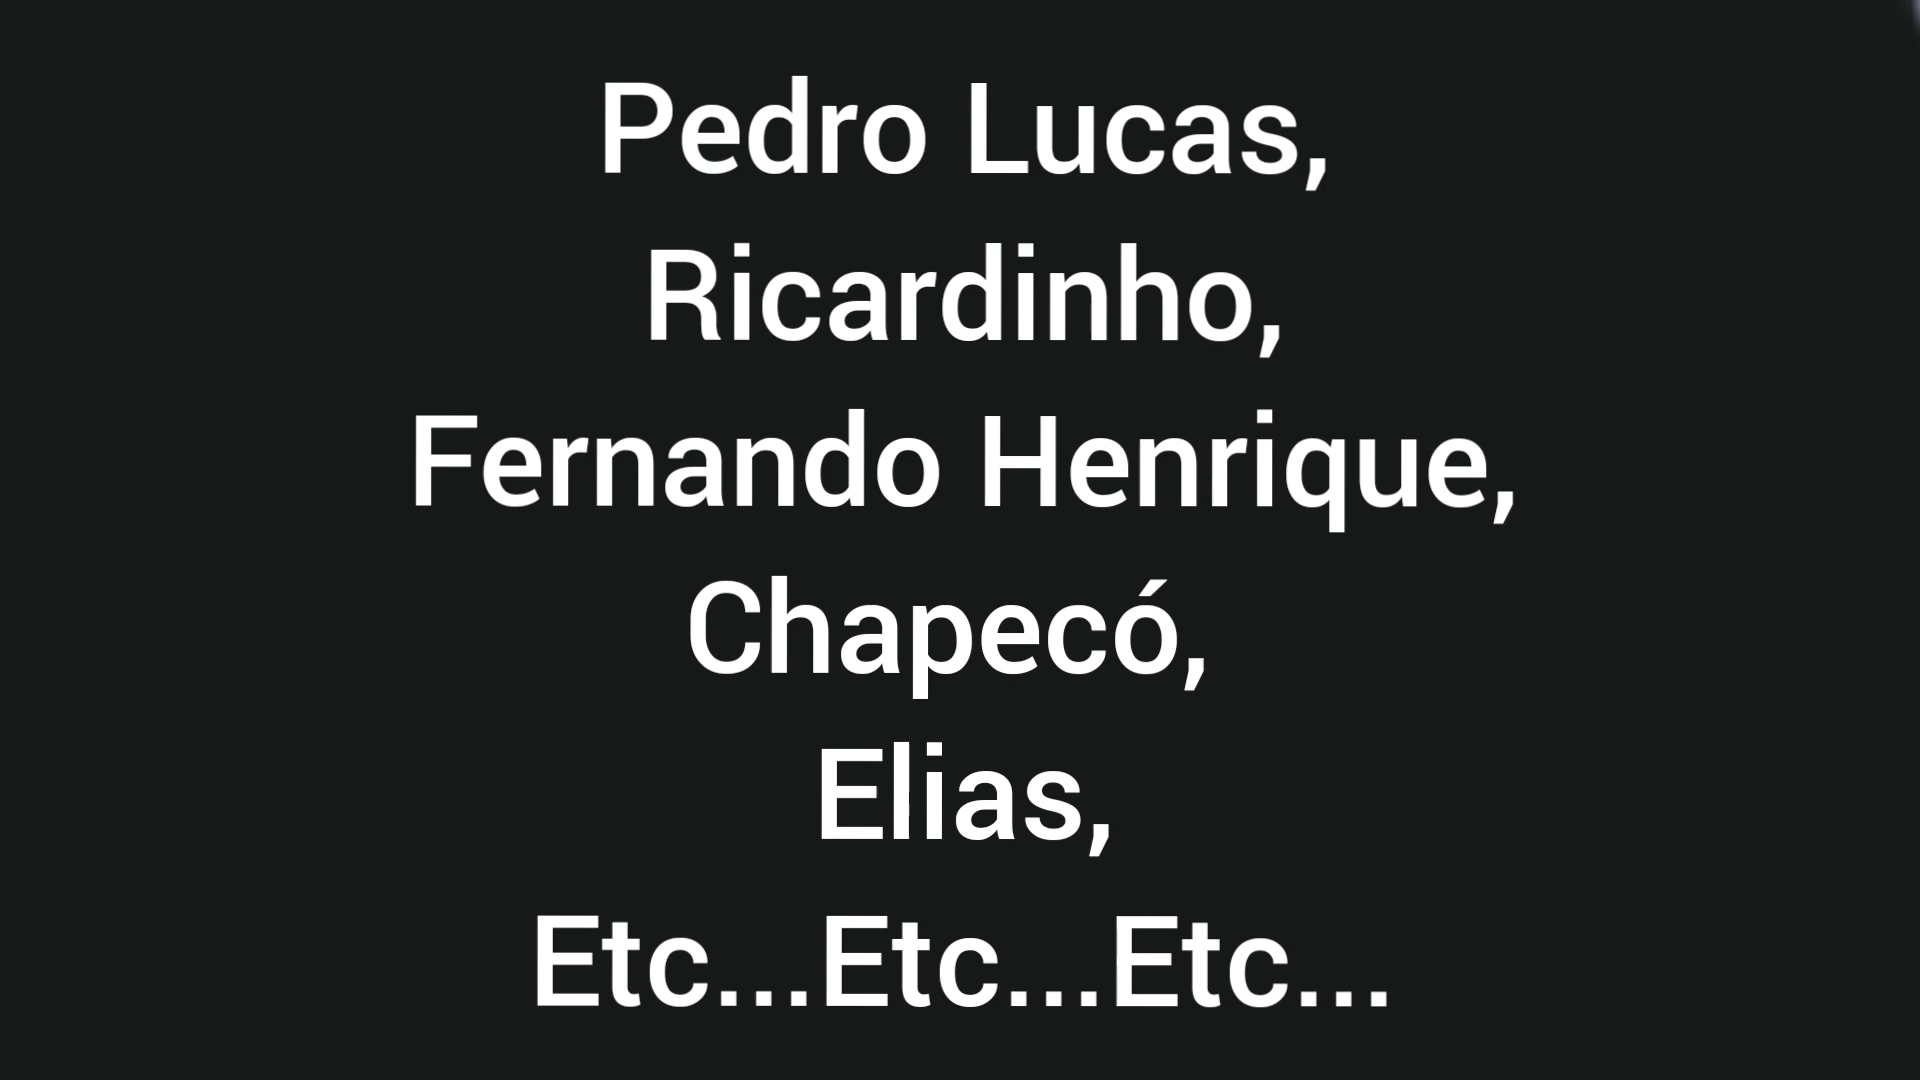 Pedro Lucas,
Ricardinho,
Fernando Henrique,
Chapecó,
Elias,
Etc...Etc...Etc...